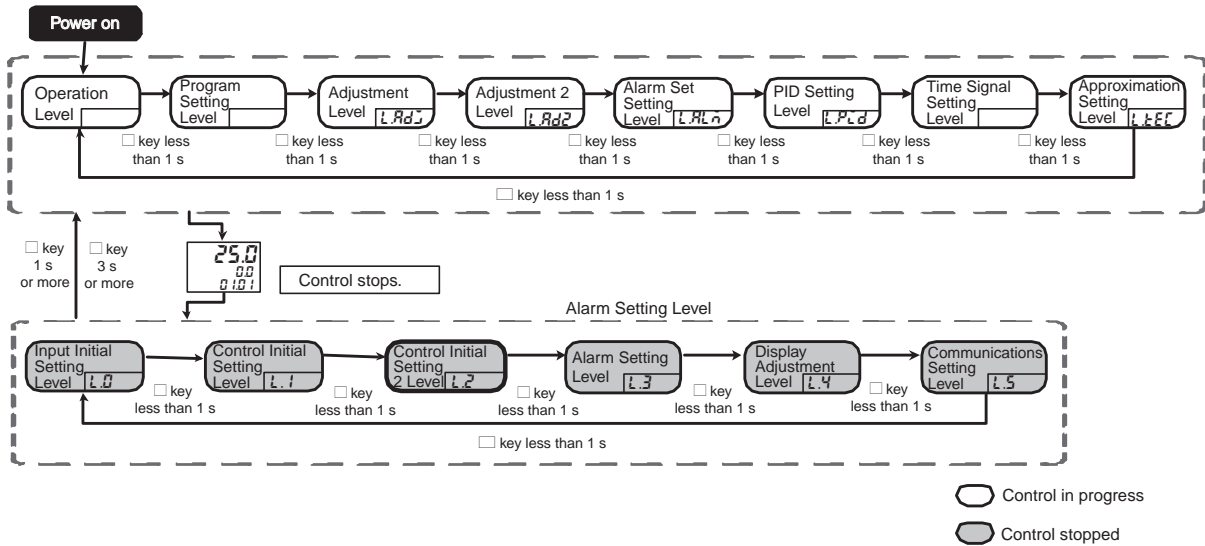 Power on
Operation
Level
Program
Setting
Level
Adjustment
Level L.AdJ
Adjustment 2
Level L.Ad2
Alarm Set
Setting
Level L.ALn
PID Setting
Level L.PId
Time Signal
Setting
Level
Approximation
Setting
Level L.tEC
□ key less
than 1 s
□ key less
than 1 s
□ key less
than 1 s
□ key less
than 1 s
□ key less
than 1 s
□ key less
than 1 s
□ key less
than 1 s
□ key less than 1 s
□ key
1 s
or more
□ key
3 s
or more
25.0
0.0
01.01
Control stops.
Alarm Setting Level
Input Initial
Setting
Level L.0
Control Initial
Setting
Level L.1
Control Initial
Setting
2 Level L.2
Alarm Setting
Level L.3
Display
Adjustment
Level L.4
Communications
Setting
Level L.5
□ key
less than 1 s
□ key
less than 1 s
□ key
less than 1 s
□ key
less than 1 s
□ key
less than 1 s
□ key less than 1 s
Control in progress
Control stopped